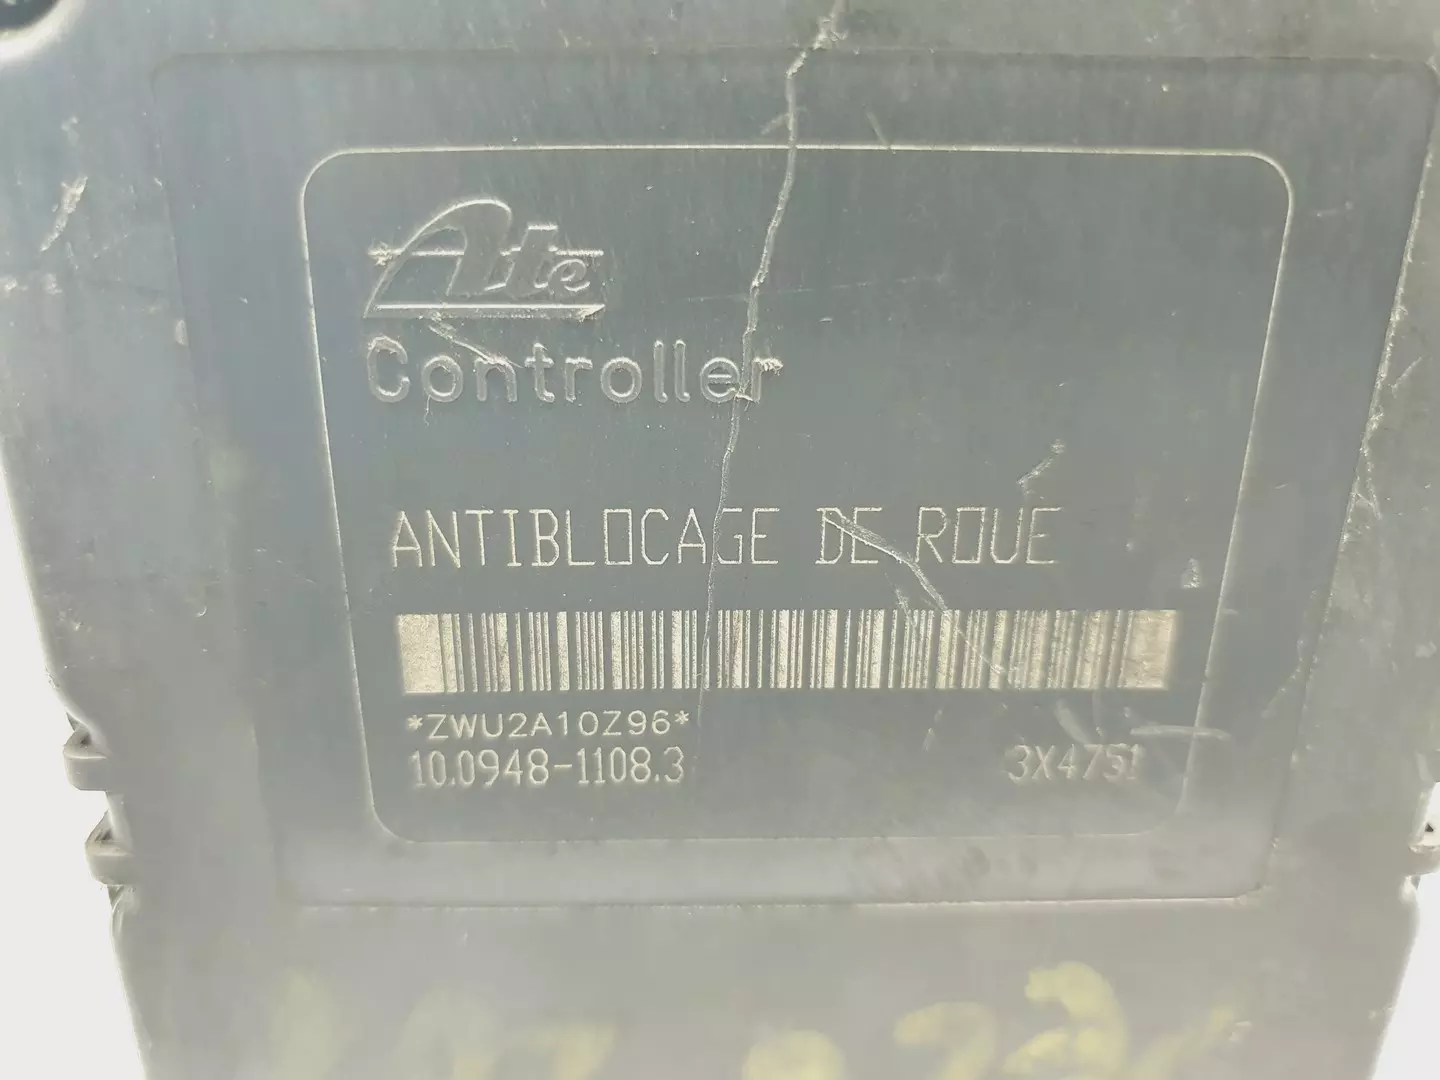 Ate
Controller
ANTIBLOCAGE DE ROUE
*ZWU2A10Z96*
10.0948-1108.3 3X4751